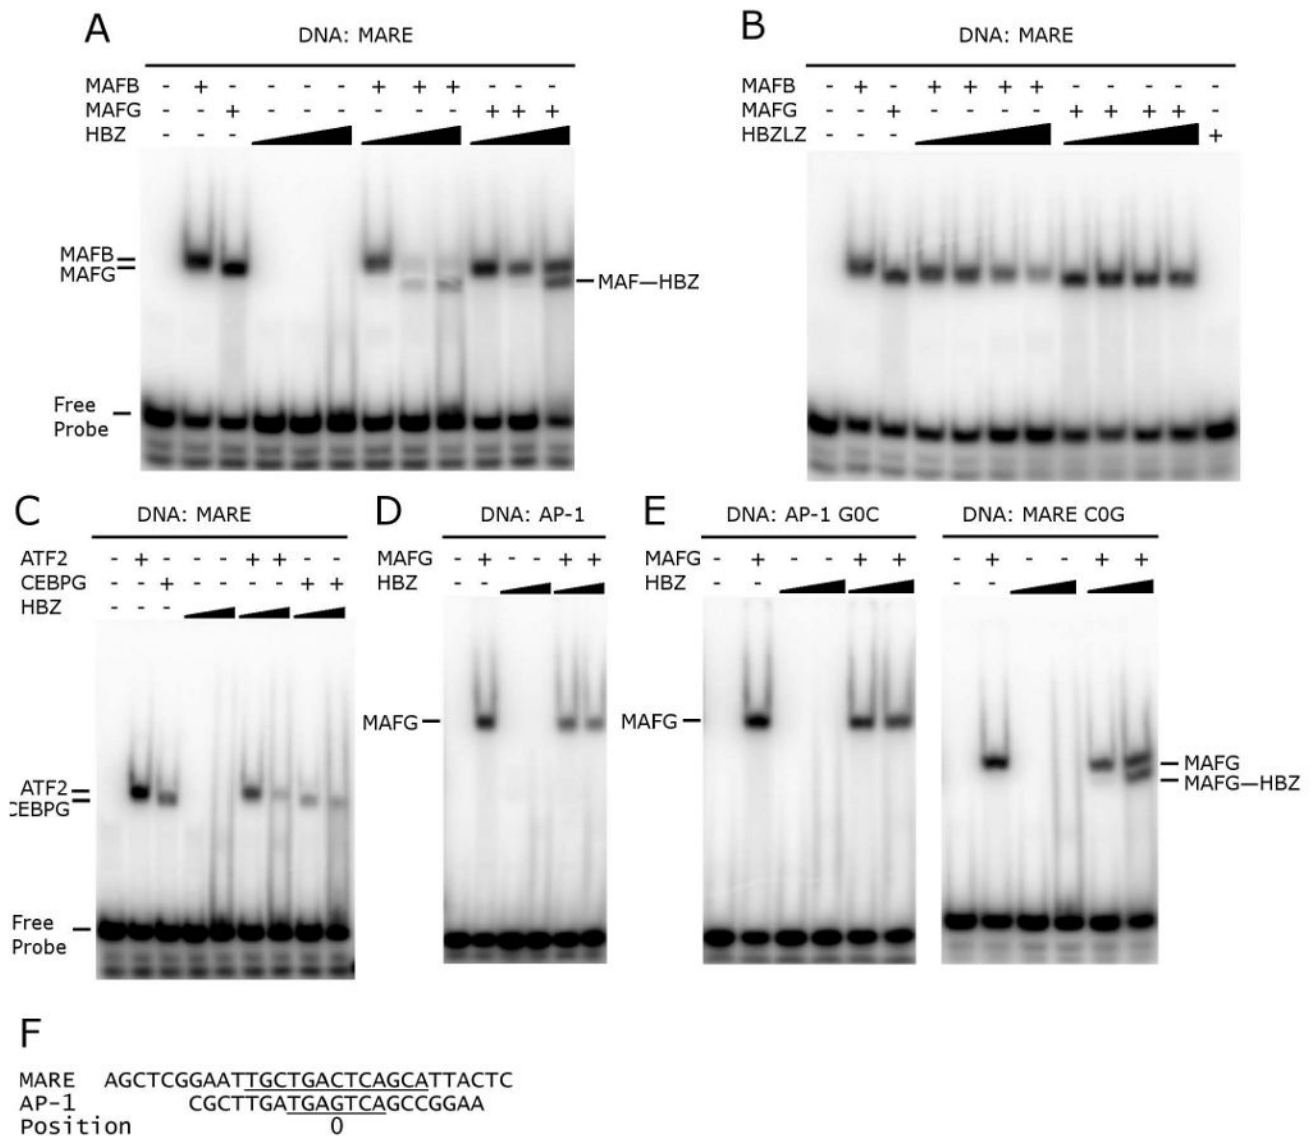 A
DNA: MARE
MAFB - + - - - - + + + - - -
MAFG - - + - - - - - - + + +
HBZ - - -
MAFB
MAFG
MAF—HBZ
Free
Probe
B
DNA: MARE
MAFB - + - + + + + - - - - -
MAFG - - + - - - - + + + + -
HBZLZ - - - +
C
DNA: MARE
ATF2 - + - - - + + - -
CEBPG - - + - - - - + +
HBZ - - -
ATF2
CEBPG
Free
Probe
D
DNA: AP-1
MAFG - + - - + +
HBZ - -
MAFG
E
DNA: AP-1 G0C
MAFG - + - - + +
HBZ - -
MAFG
DNA: MARE C0G
- + - - + +
- -
MAFG
MAFG—HBZ
F
MARE AGCTCGGAATTGCTGACTCAGCATTACTC
AP-1 CGCTTGATGAGTCAGCCGGAA
Position 0